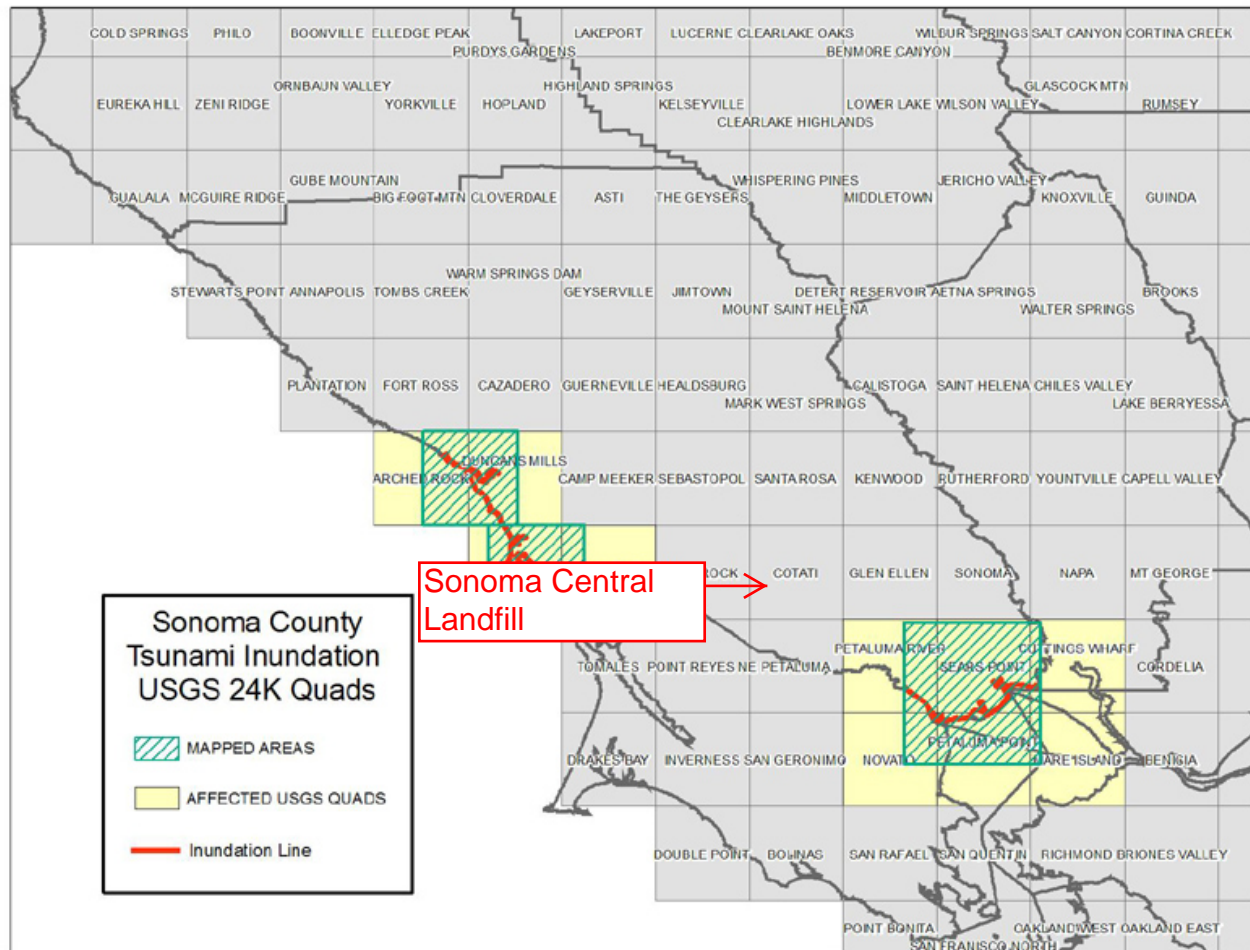 COLD SPRINGS PHILO BOONVILLE ELLEDGE PEAK LAKEPORT LUCERNE CLEARLAKE OAKS WILBUR SPRINGS SALT CANYON CORTINA CREEK
PURDYS GARDENS BENMORE CANYON
ORNBAUN VALLEY HIGHLAND SPRINGS GLASCOCK MTN
EUREKA HILL ZENI RIDGE YORKVILLE HOPLAND KELSEYVILLE LOWER LAKE WILSON VALLEY RUMSEY
CLEARLAKE HIGHLANDS
GUBE MOUNTAIN WHISPERING PINES JERICHO VALLEY
GUALALA MCGUIRE RIDGE BIG FOOT MTN CLOVERDALE ASTI THE GEYSERS MIDDLETOWN KNOXVILLE GUINDA
WARM SPRINGS DAM
STEWARTS POINT ANNAPOLIS TOMBS CREEK GEYSERVILLE JIMTOWN DETERT RESERVOIR AETNA SPRINGS BROOKS
MOUNT SAINT HELENA WALTER SPRINGS
PLANTATION FORT ROSS CAZADERO GUERNEVILLE HEALDSBURG CALISTOGA SAINT HELENA CHILES VALLEY
MARK WEST SPRINGS LAKE BERRYESSA
DUNCANS MILLS
ARCHED ROCK CAMP MEEKER SEBASTOPOL SANTA ROSA KENWOOD RUTHERFORD YOUNTVILLE CAPELL VALLEY
Sonoma Central
Landfill
ROCK COTATI GLEN ELLEN SONOMA NAPA MT GEORGE
PETALUMA RIVER CUTTINGS WHARF
TOMALES POINT REYES NE PETALUMA SEARS POINT CORDELIA
PETALUMA POINT
DRAKES BAY INVERNESS SAN GERONIMO NOVATO MARE ISLAND BENICIA
DOUBLE POINT BOLINAS SAN RAFAEL SAN QUENTIN RICHMOND BRIONES VALLEY
POINT BONITA OAKLAND WEST OAKLAND EAST
SAN FRANISCO NORTH
Sonoma County
Tsunami Inundation
USGS 24K Quads
MAPPED AREAS
AFFECTED USGS QUADS
Inundation Line